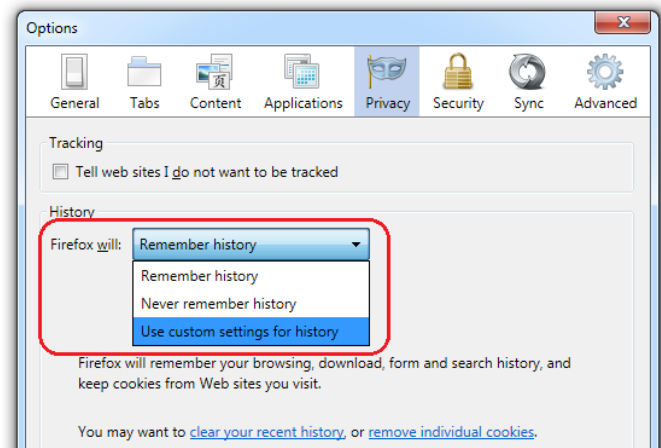 Options
General Tabs Content Applications Privacy Security Sync Advanced
Tracking
Tell web sites I do not want to be tracked
History
Firefox will: Remember history
Remember history
Never remember history
Use custom settings for history
Firefox will remember your browsing, download, form and search history, and
keep cookies from Web sites you visit.
You may want to clear your recent history, or remove individual cookies.